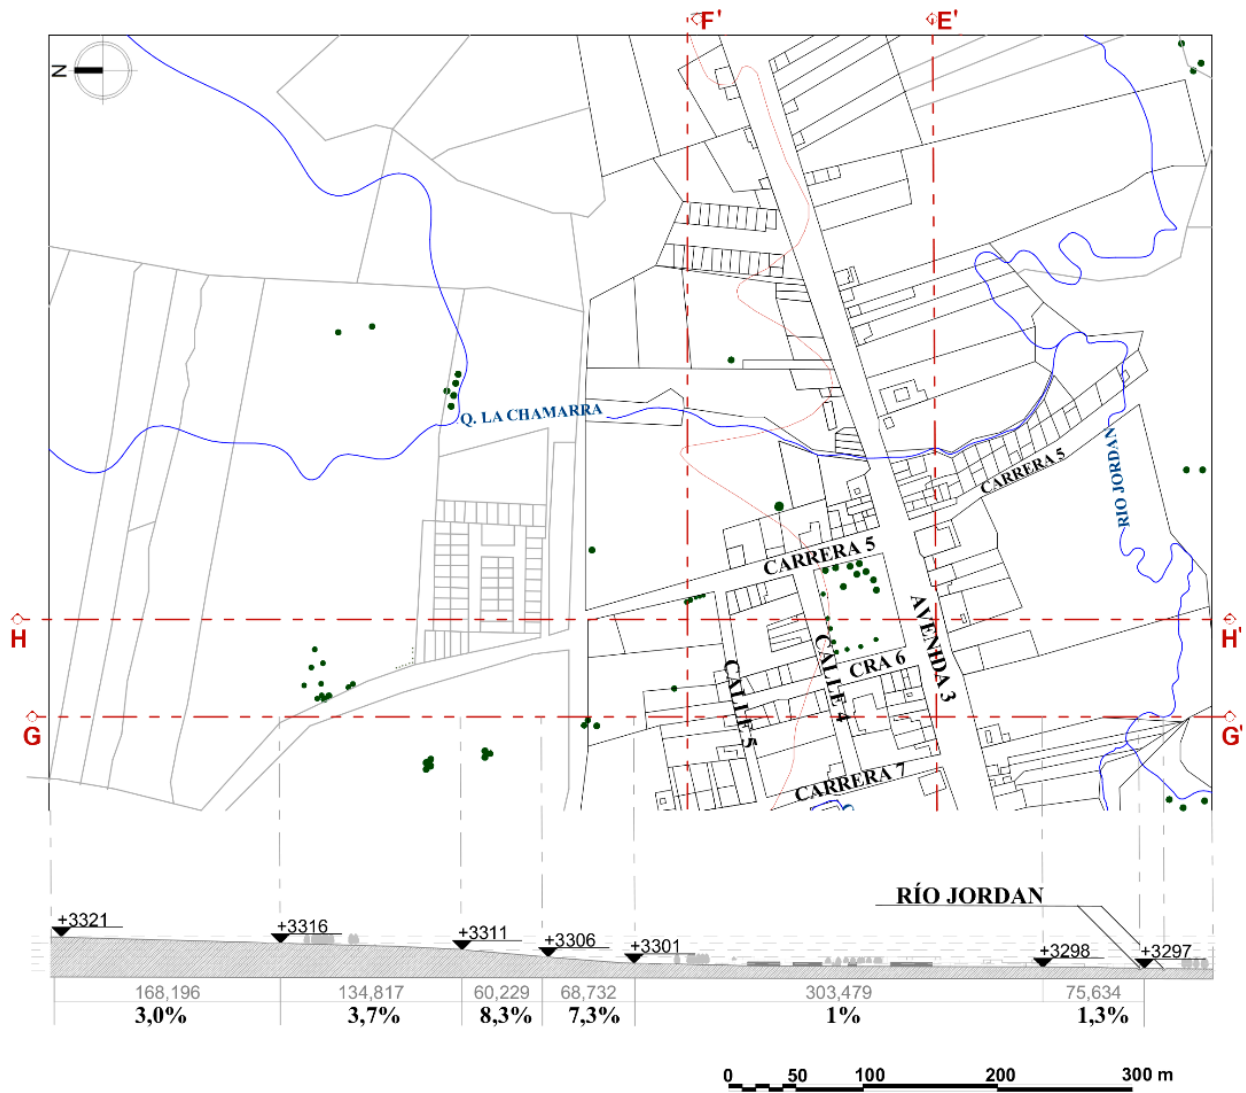 F'
E'
N
Q. LA CHAMARRA
CARRERA 5
RIO JORDAN
CARRERA 5
H
H'
AVENIDA 3
CALLE 4
CRA 6
CALLE 5
G
G'
CARRERA 7
RÍO JORDAN
+3321
+3316
+3311
+3306
+3301
+3298
+3297
168,196
134,817
60,229
68,732
303,479
75,634
3,0%
3,7%
8,3%
7,3%
1%
1,3%
0
50
100
200
300 m